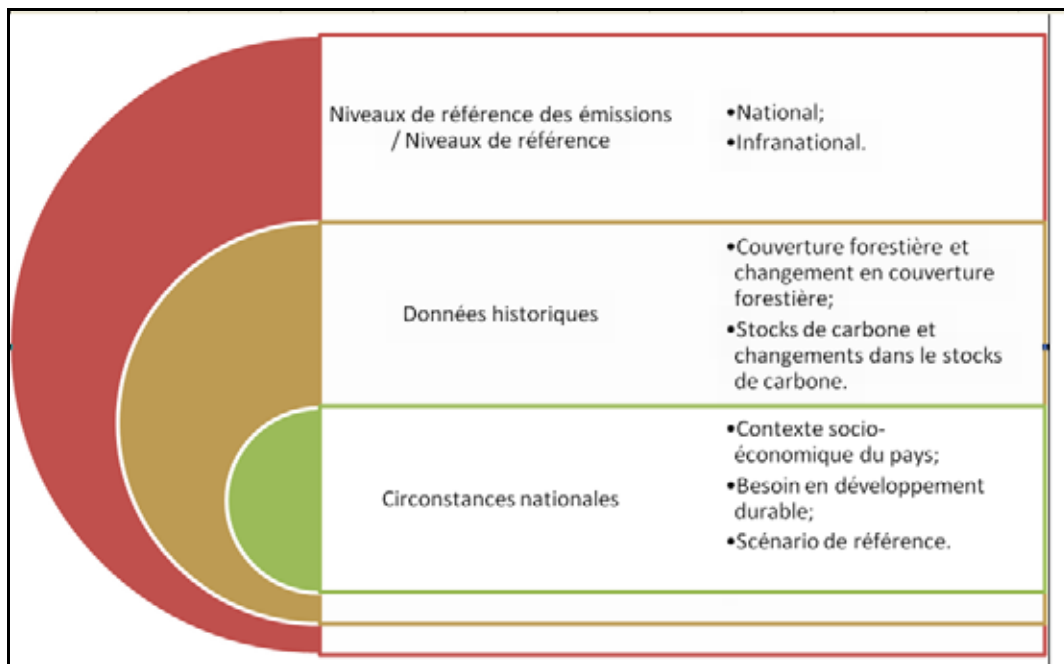 Niveaux de référence des émissions
/ Niveaux de référence
•National;
•Infranational.
Données historiques
•Couverture forestière et
changement en couverture
forestière;
•Stocks de carbone et
changements dans le stocks
de carbone.
Circonstances nationales
•Contexte socio-
économique du pays;
•Besoin en développement
durable;
•Scénario de référence.